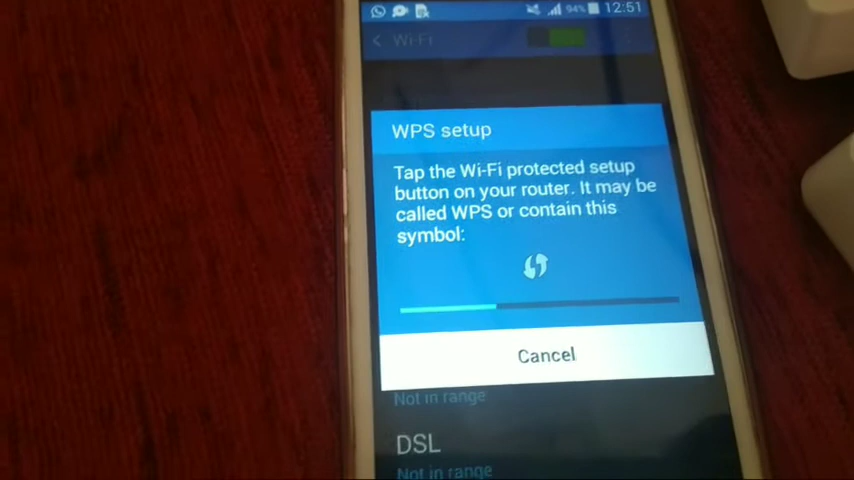 94% 12:51
Wi-Fi
WPS setup
Tap the Wi-Fi protected setup
button on your router. It may be
called WPS or contain this
symbol:
Cancel
Not in range
DSL
Not in range